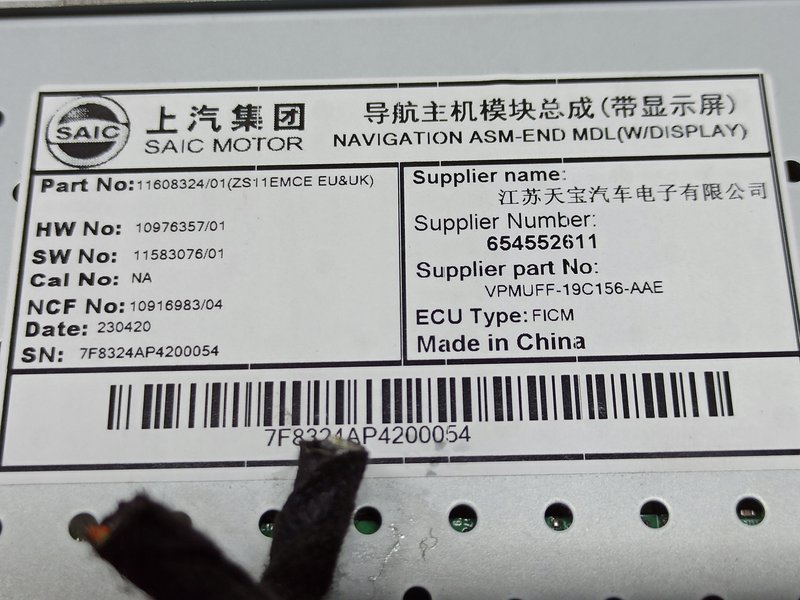 SAIC
上汽集团
SAIC MOTOR
导航主机模块总成(带显示屏)
NAVIGATION ASM-END MDL(W/DISPLAY)
Part No:11608324/01(ZS11EMCE EU&UK)
HW No: 10976357/01
SW No: 11583076/01
Cal No: NA
NCF No: 10916983/04
Date: 230420
SN: 7F8324AP4200054
Supplier name:
江苏天宝汽车电子有限公司
Supplier Number:
654552611
Supplier part No:
VPMUFF-19C156-AAE
ECU Type: FICM
Made in China
7F8324AP4200054